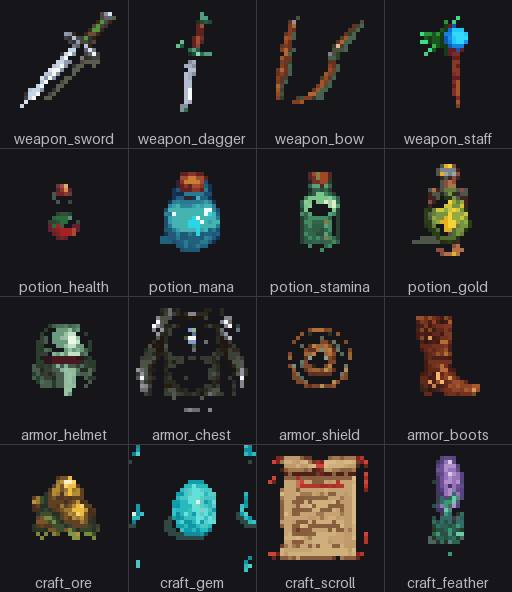 weapon_sword weapon_dagger weapon_bow weapon_staff
potion_health potion_mana potion_stamina potion_gold
armor_helmet armor_chest armor_shield armor_boots
craft_ore craft_gem craft_scroll craft_feather